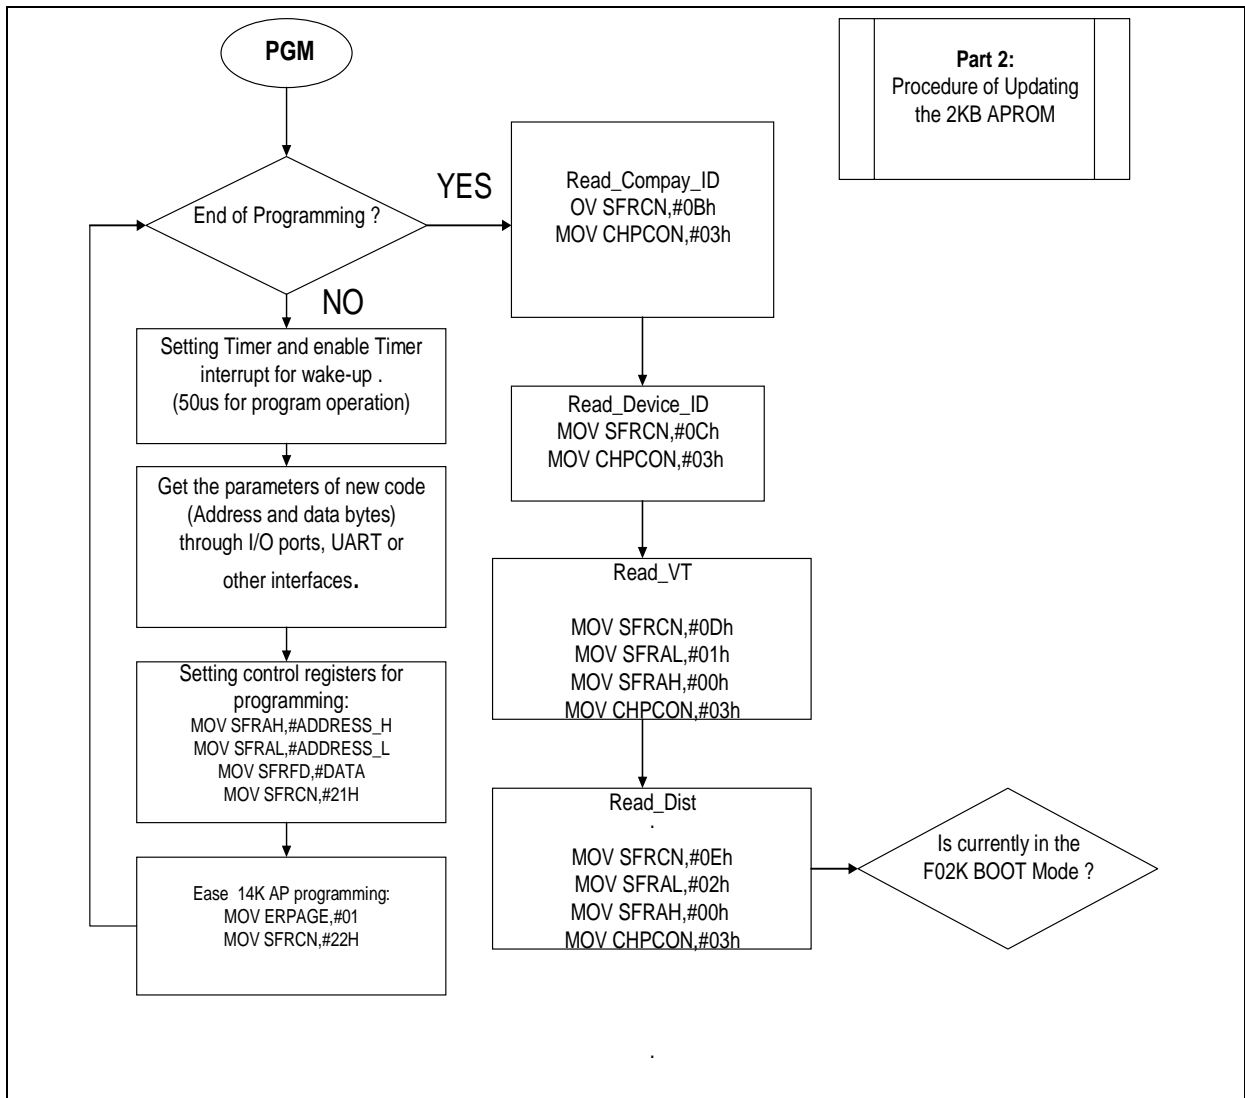 PGM
Part 2:
Procedure of Updating
the 2KB APROM
End of Programming ?
YES
NO
Setting Timer and enable Timer
interrupt for wake-up .
(50us for program operation)
Get the parameters of new code
(Address and data bytes)
through I/O ports, UART or
other interfaces.
Setting control registers for
programming:
MOV SFRAH,#ADDRESS_H
MOV SFRAL,#ADDRESS_L
MOV SFRFD,#DATA
MOV SFRCN,#21H
Ease 14K AP programming:
MOV ERPAGE,#01
MOV SFRCN,#22H
Read_Compay_ID
OV SFRCN,#0Bh
MOV CHPCON,#03h
Read_Device_ID
MOV SFRCN,#0Ch
MOV CHPCON,#03h
Read_VT
MOV SFRCN,#0Dh
MOV SFRAL,#01h
MOV SFRAH,#00h
MOV CHPCON,#03h
Read_Dist
.
MOV SFRCN,#0Eh
MOV SFRAL,#02h
MOV SFRAH,#00h
MOV CHPCON,#03h
Is currently in the
F02K BOOT Mode ?
.